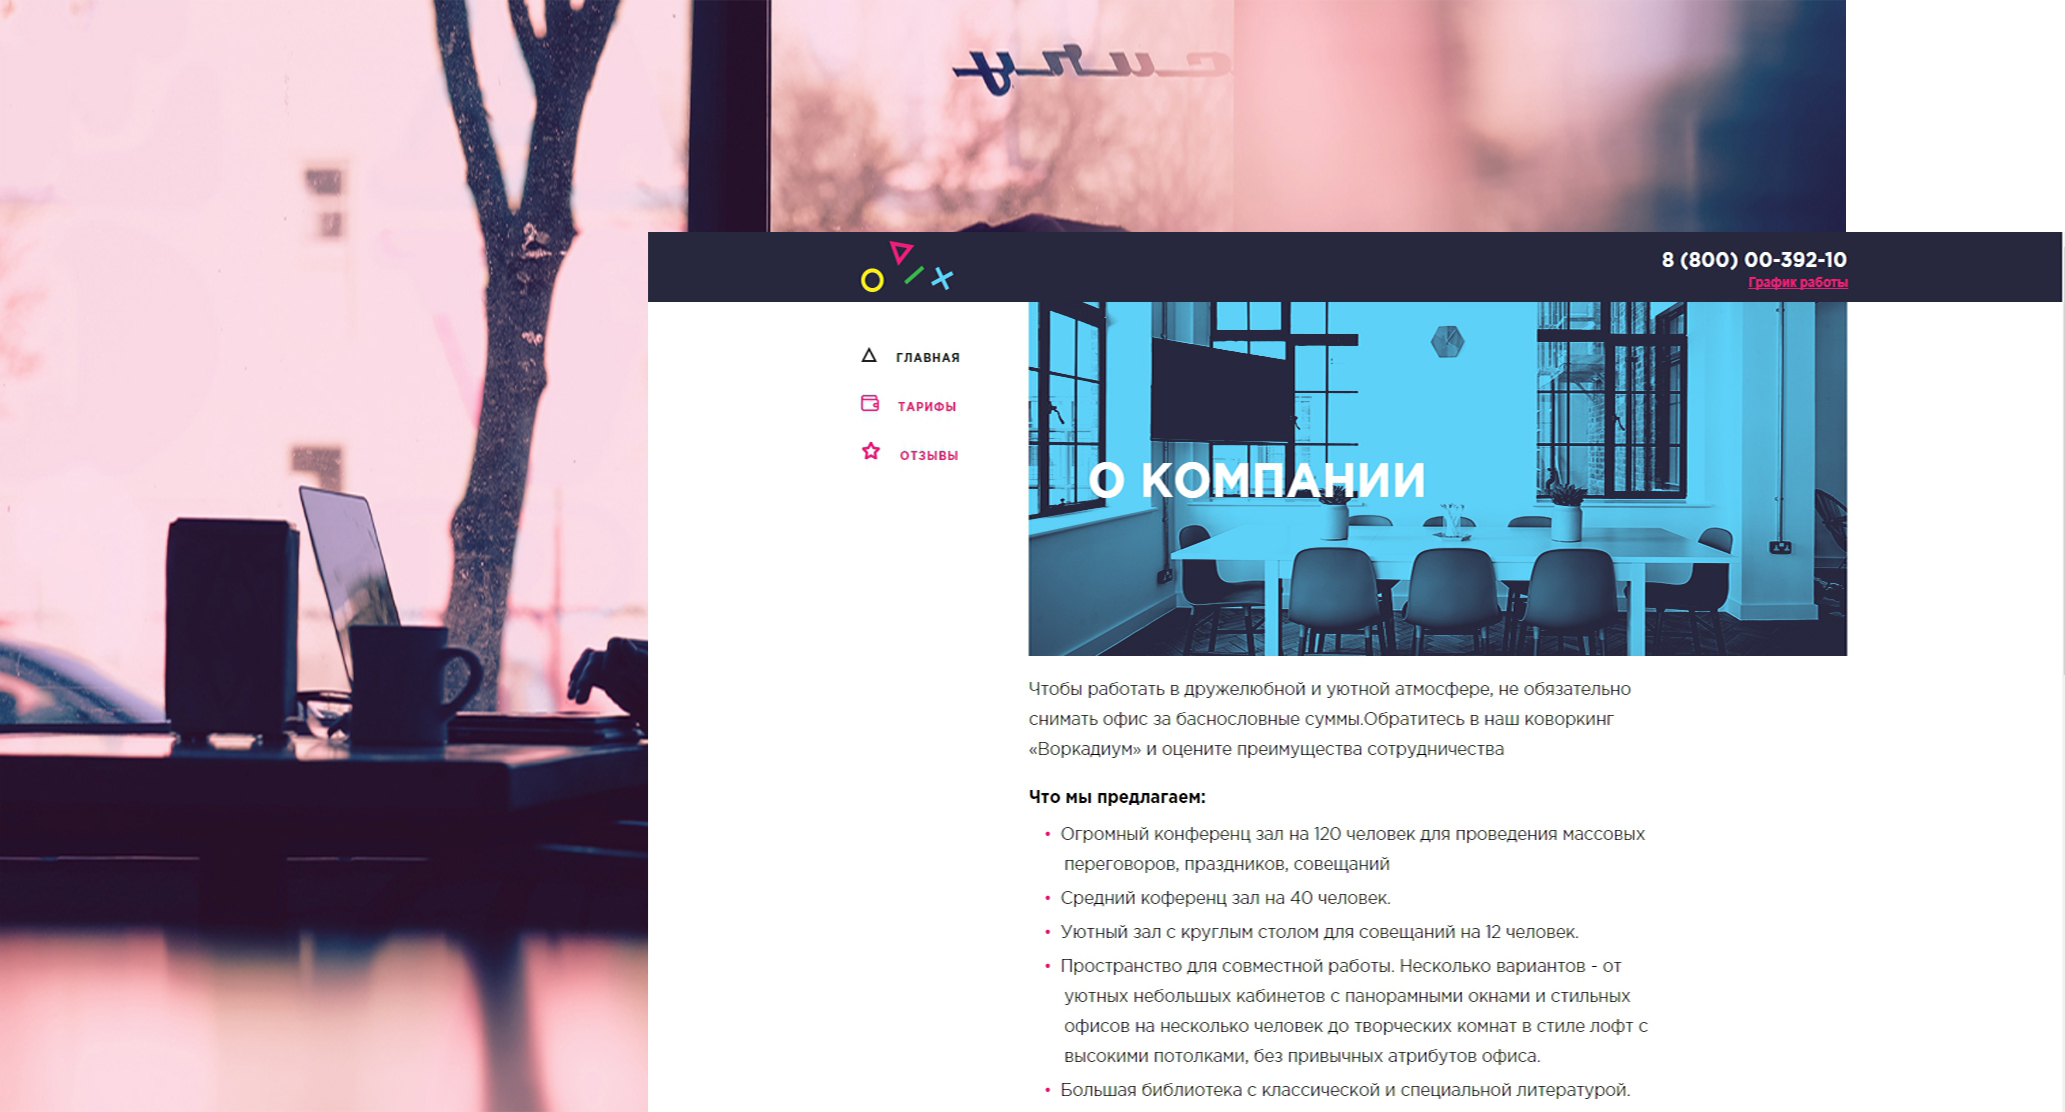 cury
8 (800) 00-392-10
График работы
ГЛАВНАЯ
ТАРИФЫ
ОТЗЫВЫ
О КОМПАНИИ
Чтобы работать в дружелюбной и уютной атмосфере, не обязательно
снимать офис за баснословные суммы.Обратитесь в наш коворкинг
«Воркадиум» и оцените преимущества сотрудничества
Что мы предлагаем:
• Огромный конференц зал на 120 человек для проведения массовых
переговоров, праздников, совещаний
• Средний коференц зал на 40 человек.
• Уютный зал с круглым столом для совещаний на 12 человек.
• Пространство для совместной работы. Несколько вариантов - от
уютных небольшых кабинетов с панорамными окнами и стильных
офисов на несколько человек до творческих комнат в стиле лофт с
высокими потолками, без привычных атрибутов офиса.
• Большая библиотека с классической и специальной литературой.